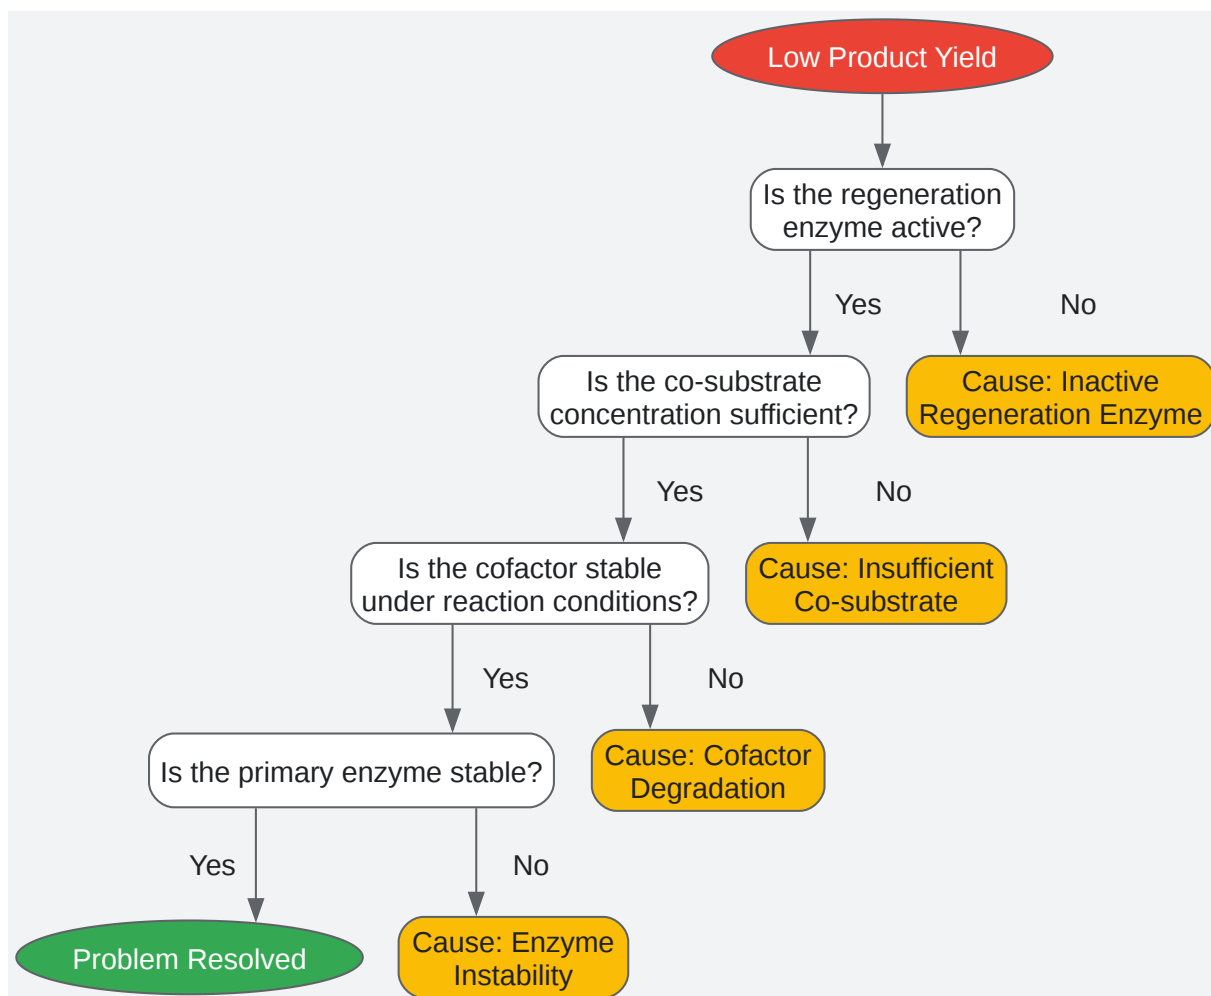 Low Product Yield
Is the regeneration
enzyme active?
Yes
No
Is the co-substrate
concentration sufficient?
Cause: Inactive
Regeneration Enzyme
Yes
No
Is the cofactor stable
under reaction conditions?
Cause: Insufficient
Co-substrate
Yes
No
Is the primary enzyme stable?
Cause: Cofactor
Degradation
Yes
No
Problem Resolved
Cause: Enzyme
Instability